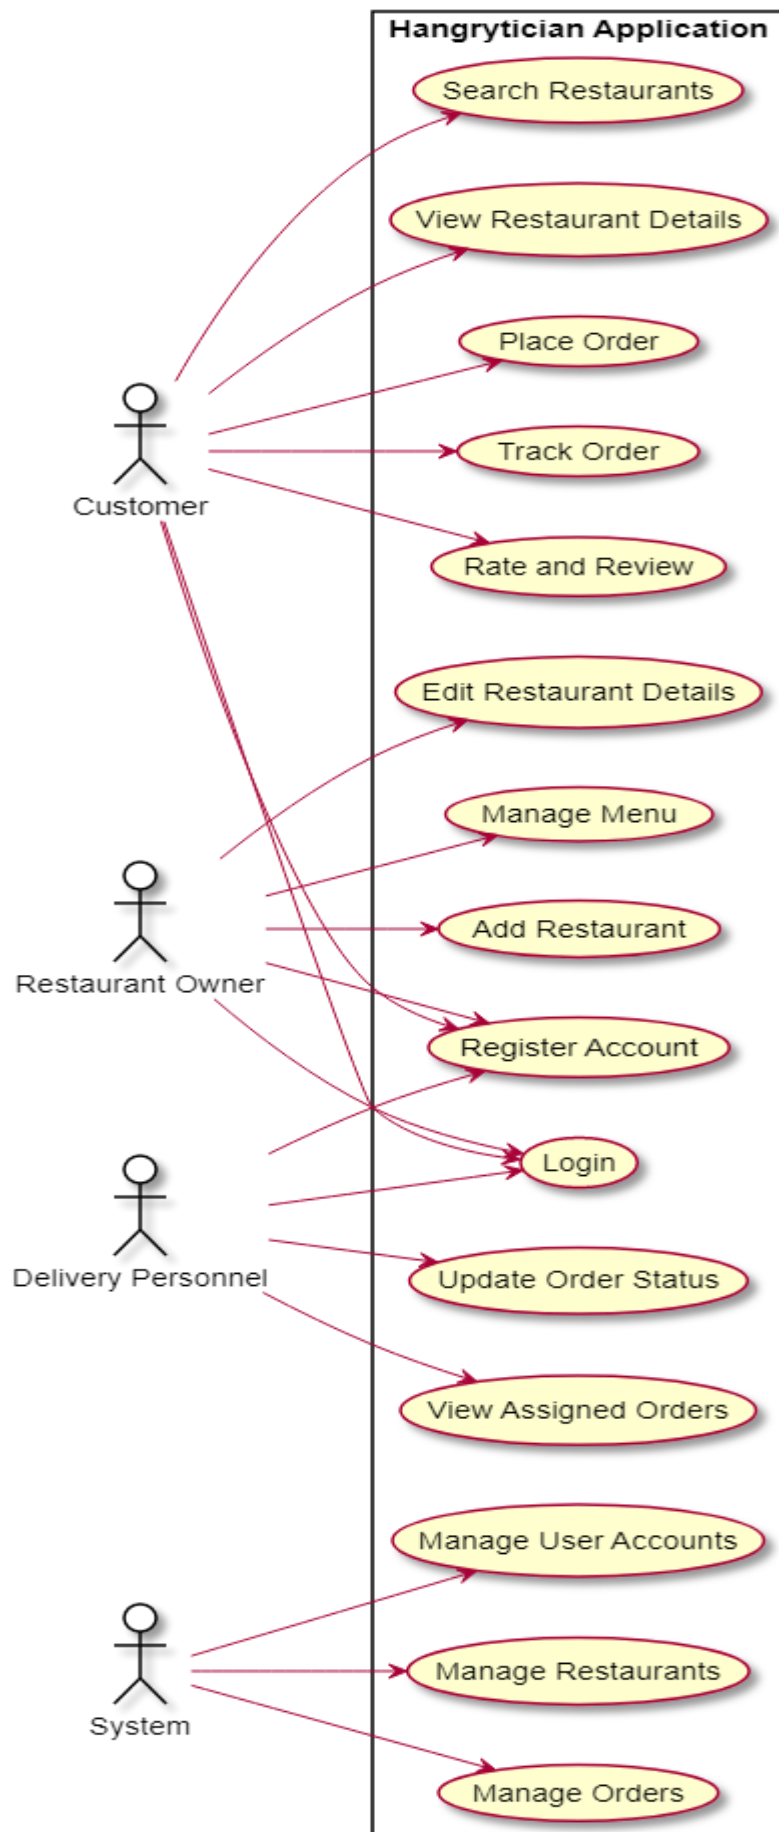 Hangrytician Application
Search Restaurants
View Restaurant Details
Place Order
Track Order
Customer
Rate and Review
Edit Restaurant Details
Manage Menu
Add Restaurant
Restaurant Owner
Register Account
Login
Delivery Personnel
Update Order Status
View Assigned Orders
Manage User Accounts
Manage Restaurants
System
Manage Orders